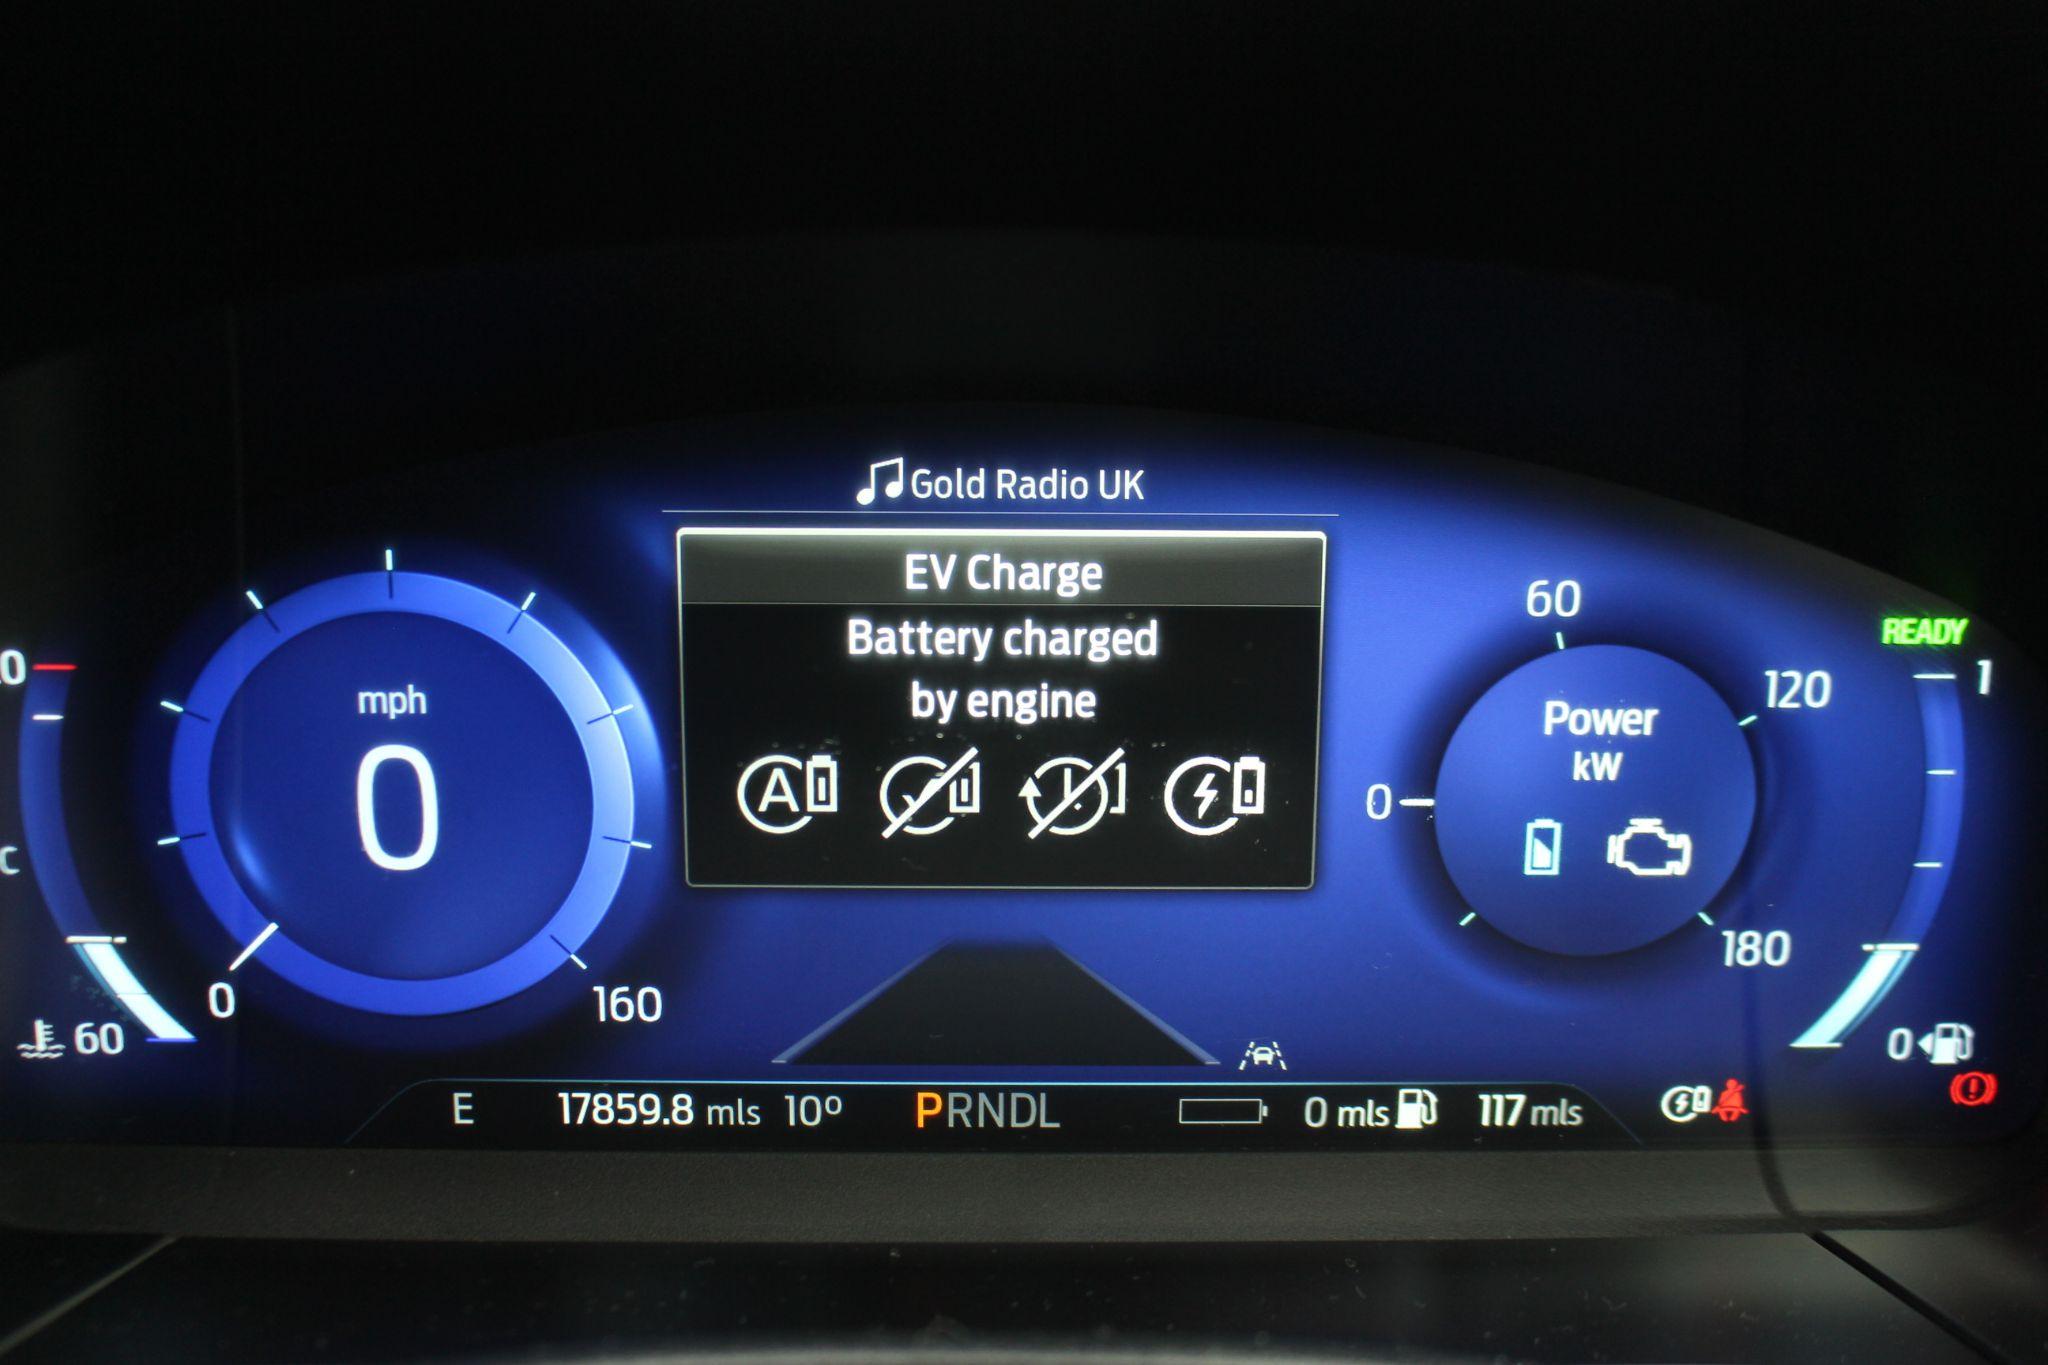 Gold Radio UK
EV Charge
Battery charged
by engine
A
mph
0
0
160
60
Power
kW
0
60
120
180
READY
1
0
E 17859.8 mls 10º PRNDL 0 mls 117 mls